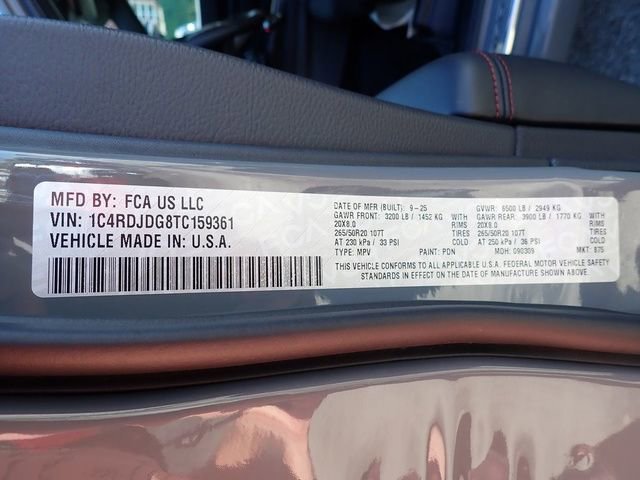 MFD BY: FCA US LLC
VIN: 1C4RDJDG8TC159361
VEHICLE MADE IN: U.S.A.
DATE OF MFR (BUILT): 9-25 GVWR: 6500 LB / 2949 KG
GAWR FRONT: 3200 LB / 1452 KG GAWR REAR: 3900 LB / 1770 KG
20X8.0 RIMS 20X8.0 RIMS
265/50R20 107T TIRES 265/50R20 107T TIRES
AT 230 kPa / 33 PSI COLD AT 250 kPa / 36 PSI COLD
TYPE: MPV PAINT: PDN MDH: 090309 MKT: B75
THIS VEHICLE CONFORMS TO ALL APPLICABLE U.S.A. FEDERAL MOTOR VEHICLE SAFETY
STANDARDS IN EFFECT ON THE DATE OF MANUFACTURE SHOWN ABOVE.